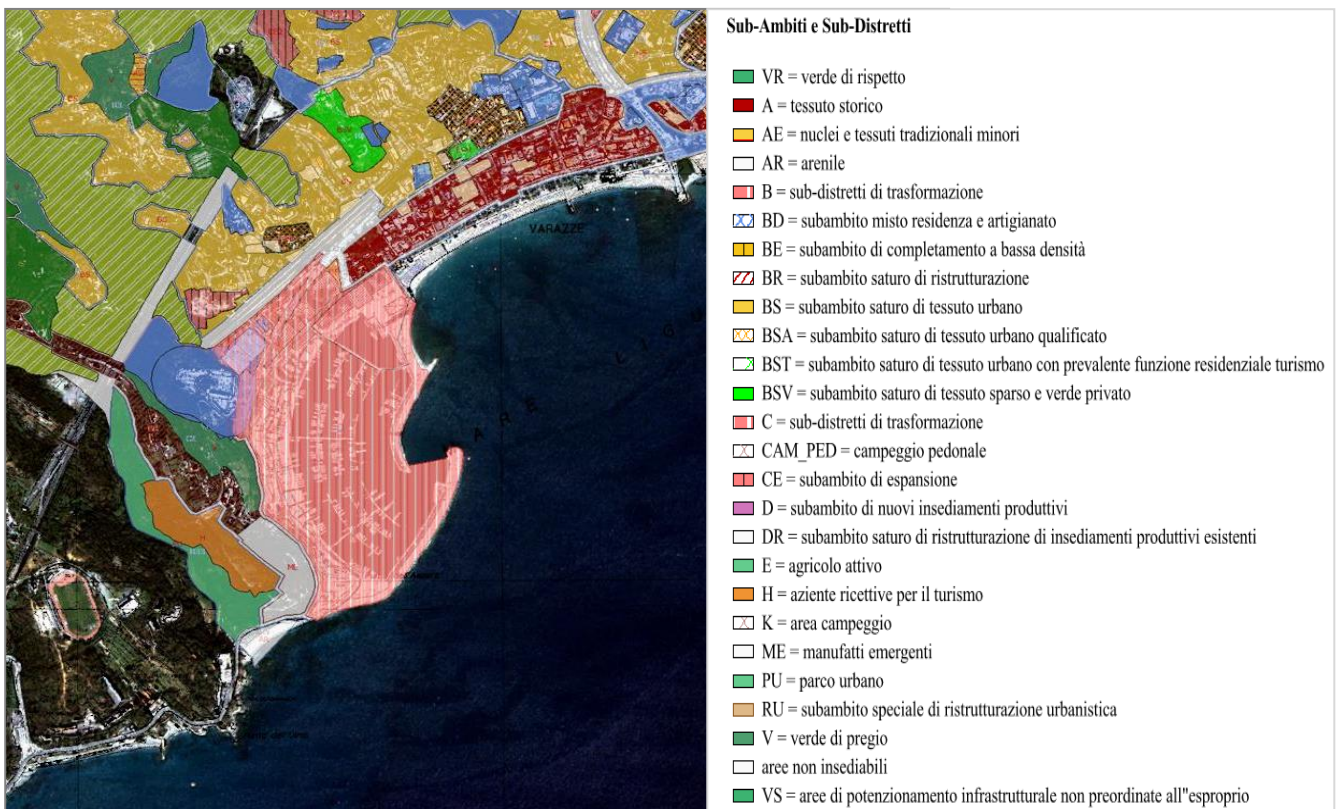 Sub-Ambiti e Sub-Distretti
VR = verde di rispetto
A = tessuto storico
AE = nuclei e tessuti tradizionali minori
AR = arenile
B = sub-distretti di trasformazione
BD = subambito misto residenza e artigianato
BE = subambito di completamento a bassa densità
BR = subambito saturo di ristrutturazione
BS = subambito saturo di tessuto urbano
BSA = subambito saturo di tessuto urbano qualificato
BST = subambito saturo di tessuto urbano con prevalente funzione residenziale turismo
BSV = subambito saturo di tessuto sparso e verde privato
C = sub-distretti di trasformazione
CAM_PED = campeggio pedonale
CE = subambito di espansione
D = subambito di nuovi insediamenti produttivi
DR = subambito saturo di ristrutturazione di insediamenti produttivi esistenti
E = agricolo attivo
H = aziente ricettive per il turismo
K = area campeggio
ME = manufatti emergenti
PU = parco urbano
RU = subambito speciale di ristrutturazione urbanistica
V = verde di pregio
aree non insediabili
VS = aree di potenzionamento infrastrutturale non preordinate all"esproprio
VARAZZE
MARE LIGU
ME
H